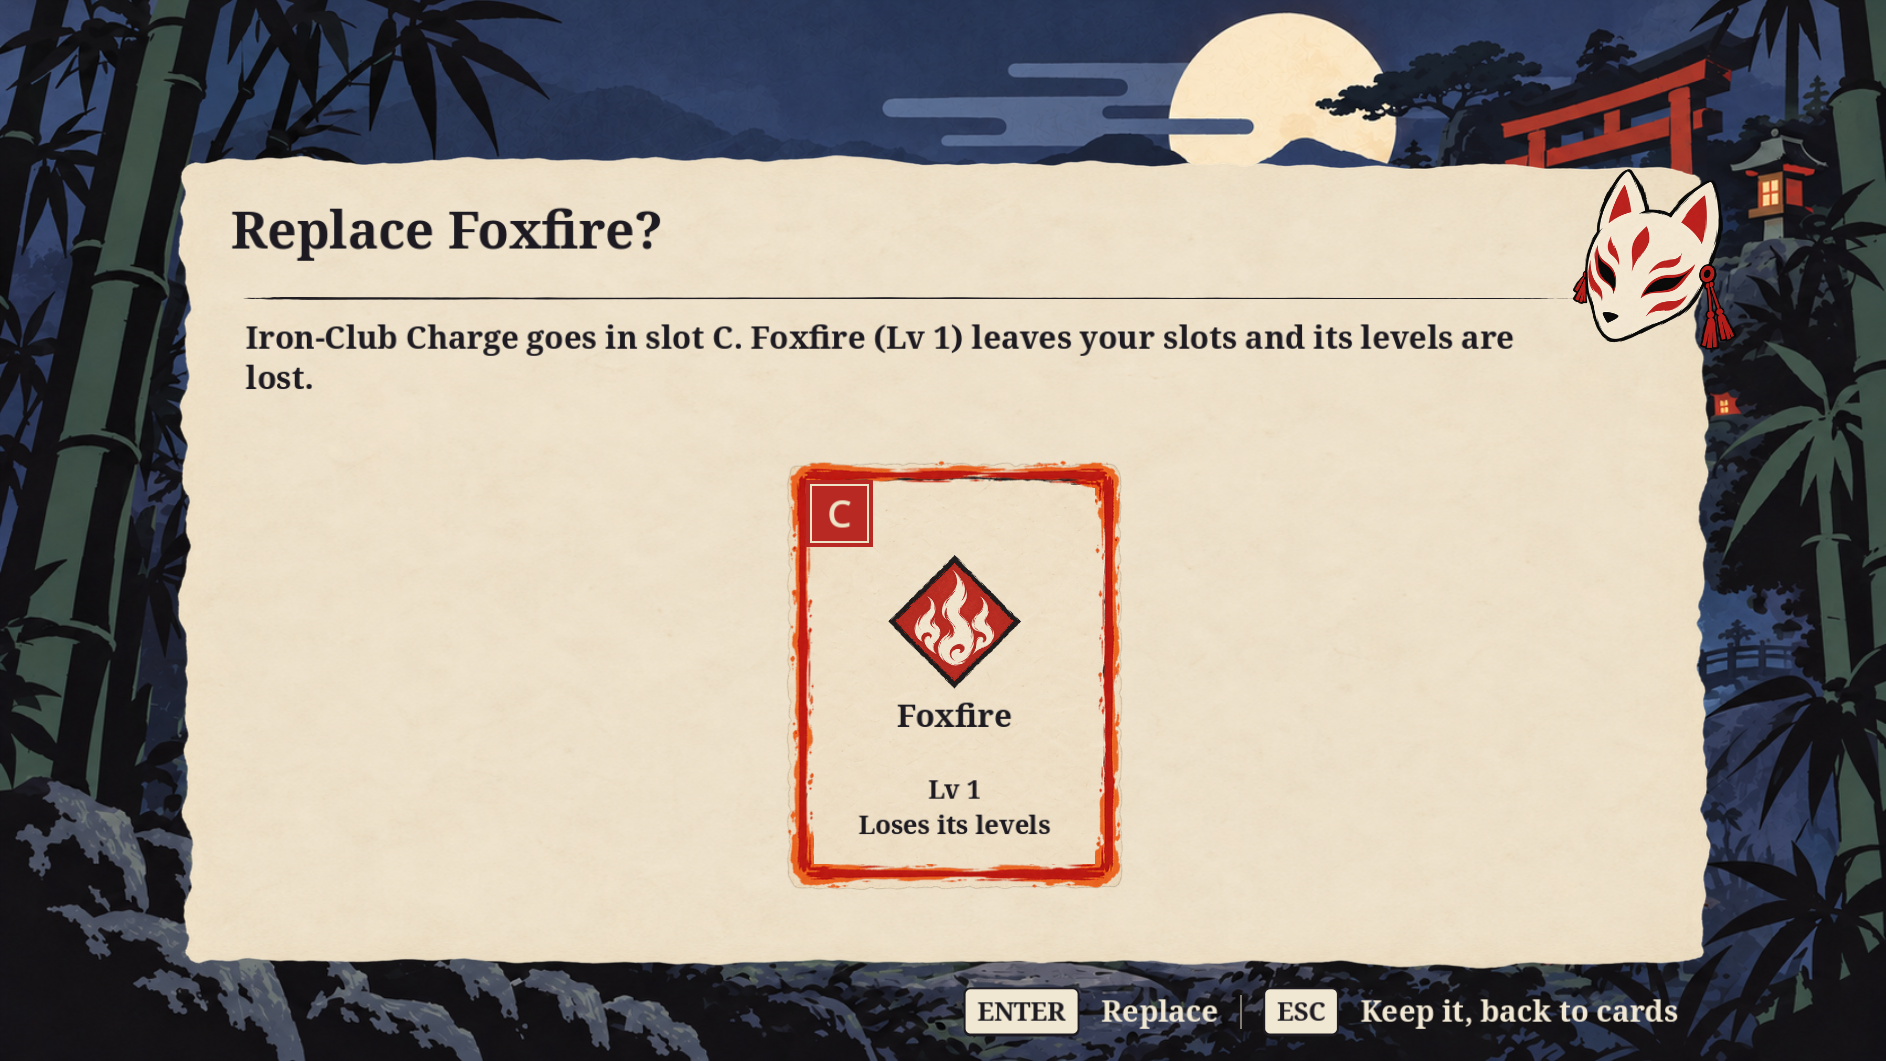 Replace Foxfire?
Iron-Club Charge goes in slot C. Foxfire (Lv 1) leaves your slots and its levels are
lost.
C
Foxfire
Lv 1
Loses its levels
ENTER Replace ESC Keep it, back to cards